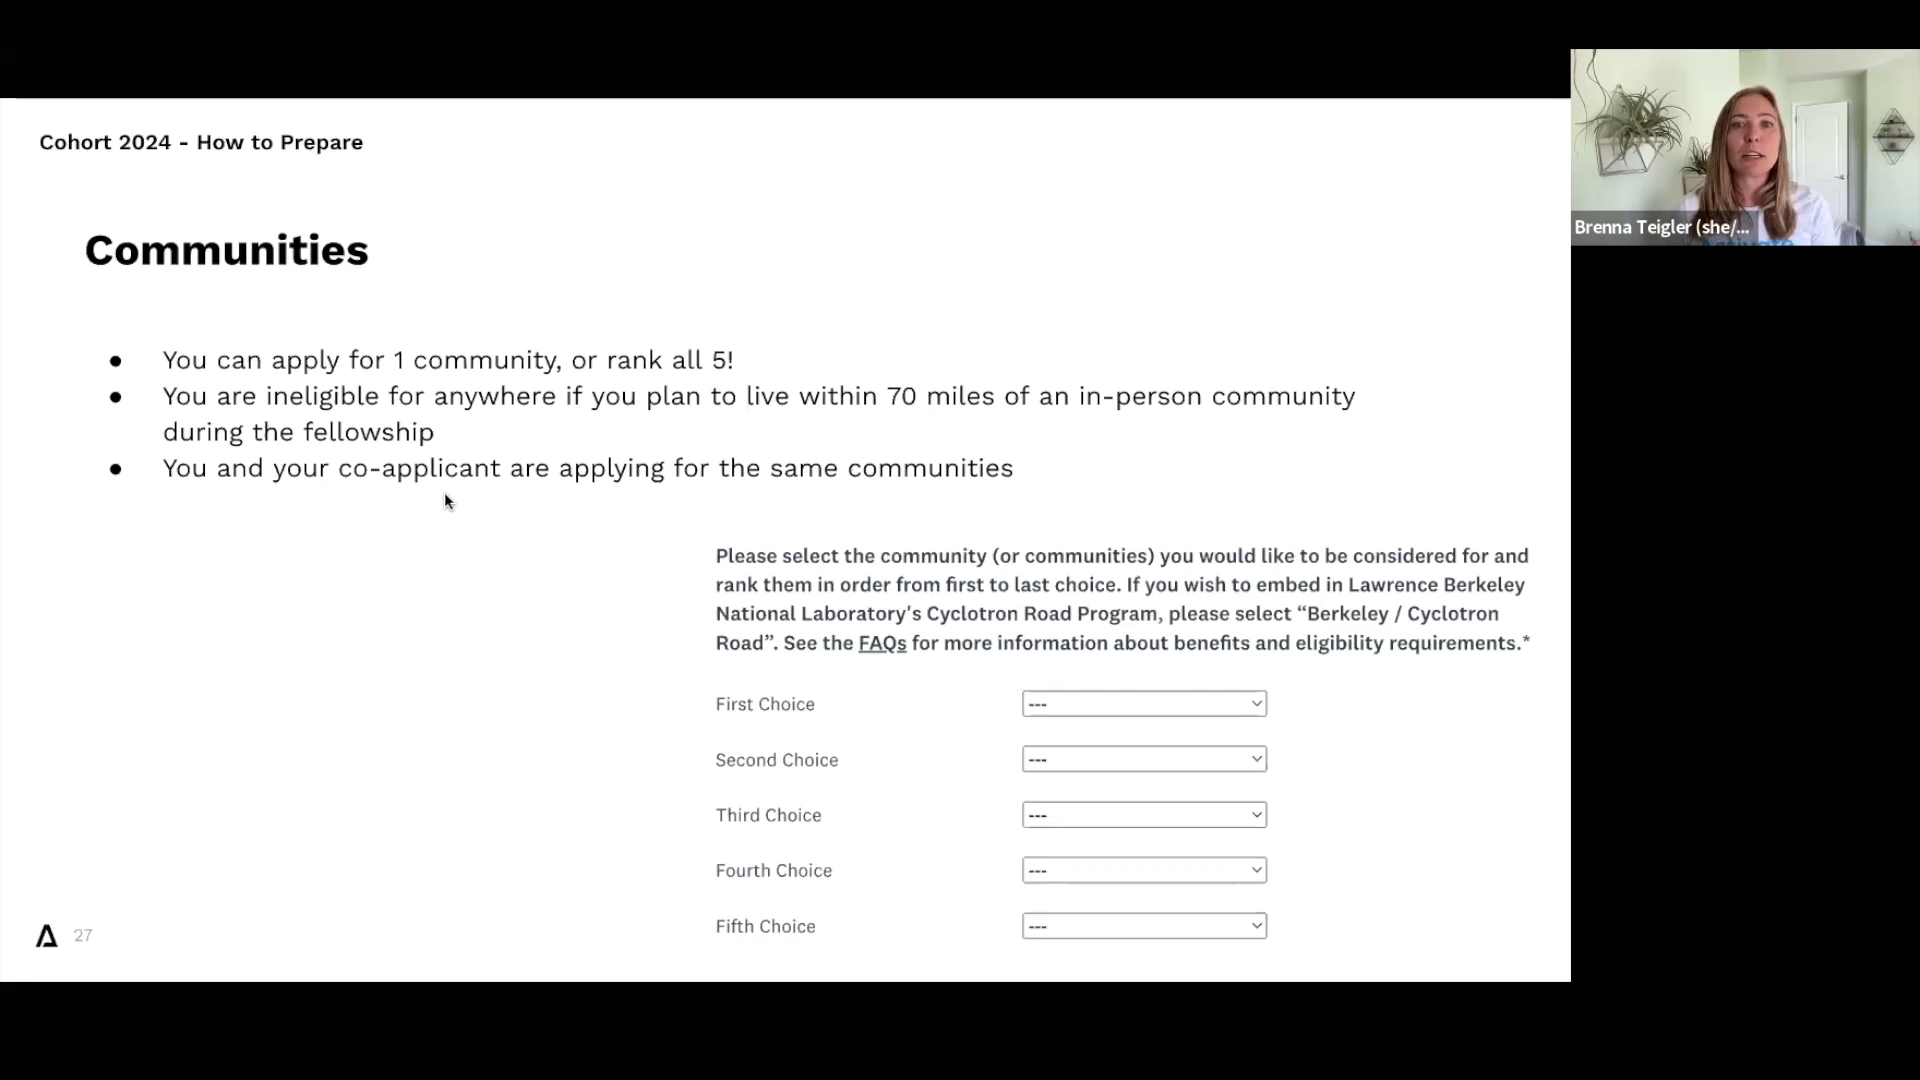 Cohort 2024 - How to Prepare
Communities
● You can apply for 1 community, or rank all 5!
● You are ineligible for anywhere if you plan to live within 70 miles of an in-person community
during the fellowship
● You and your co-applicant are applying for the same communities
Please select the community (or communities) you would like to be considered for and
rank them in order from first to last choice. If you wish to embed in Lawrence Berkeley
National Laboratory's Cyclotron Road Program, please select “Berkeley / Cyclotron
Road”. See the FAQs for more information about benefits and eligibility requirements.*
First Choice ---
Second Choice ---
Third Choice ---
Fourth Choice ---
Fifth Choice ---
27
Brenna Teigler (she/...
Activate